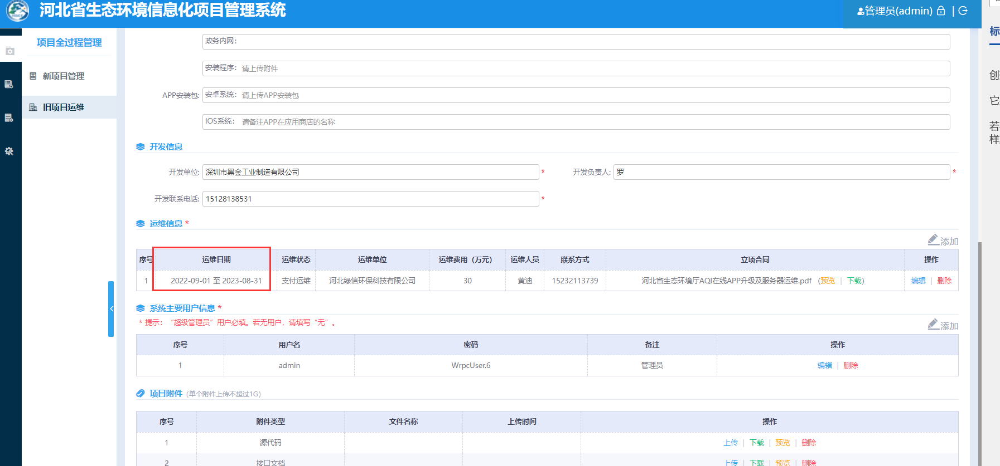 河北省生态环境信息化项目管理系统
管理员(admin)
项目全过程管理
新项目管理
旧项目运维
政务内网：
安装程序： 请上传附件
APP安装包: 安卓系统： 请上传APP安装包
IOS系统： 请备注APP在应用商店的名称
开发信息
开发单位: 深圳市黑金工业制造有限公司 * 开发负责人: 罗 *
开发联系电话: 15128138531 *
运维信息 *
添加
序号 运维日期 运维状态 运维单位 运维费用（万元） 运维人员 联系方式 立项合同 操作
1 2022-09-01 至 2023-08-31 支付运维 河北绿信环保科技有限公司 30 黄迪 15232113739 河北省生态环境厅AQI在线APP升级及服务器运维.pdf （预览 | 下载） 编辑 | 删除
系统主要用户信息 *
* 提示：“超级管理员”用户必填。若无用户，请填写“无”。
添加
序号 用户名 密码 备注 操作
1 admin WrpcUser.6 管理员 编辑 | 删除
项目附件 (单个附件上传不超过1G)
序号 附件类型 文件名称 上传时间 操作
1 源代码 上传 | 下载 | 预览 | 删除
2 接口文档 上传 | 下载 | 预览 | 删除
标
创
它
若
样